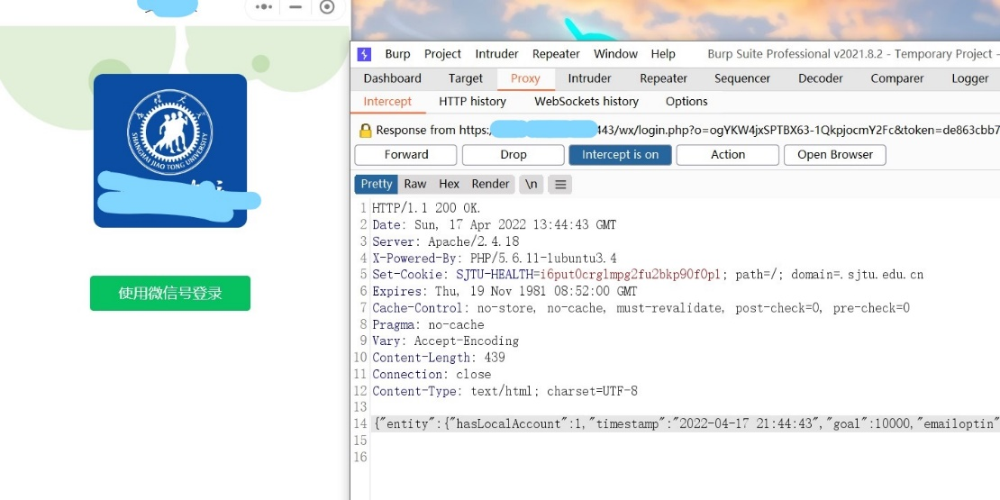 SHANGHAI JIAO TONG UNIVERSITY
使用微信号登录
Burp Project Intruder Repeater Window Help Burp Suite Professional v2021.8.2 - Temporary Project -
Dashboard Target Proxy Intruder Repeater Sequencer Decoder Comparer Logger
Intercept HTTP history WebSockets history Options
Response from https:/ 443/wx/login.php?o=ogYKW4jxSPTBX63-1QkpjocmY2Fc&token=de863cbb7
Forward Drop Intercept is on Action Open Browser
Pretty Raw Hex Render \n
1 HTTP/1.1 200 OK.
2 Date: Sun, 17 Apr 2022 13:44:43 GMT
3 Server: Apache/2.4.18
4 X-Powered-By: PHP/5.6.11-1ubuntu3.4
5 Set-Cookie: SJTU-HEALTH=i6put0crglmpg2fu2bkp90f0p1; path=/; domain=.sjtu.edu.cn
6 Expires: Thu, 19 Nov 1981 08:52:00 GMT
7 Cache-Control: no-store, no-cache, must-revalidate, post-check=0, pre-check=0
8 Pragma: no-cache
9 Vary: Accept-Encoding
10 Content-Length: 439
11 Connection: close
12 Content-Type: text/html; charset=UTF-8
13
14 {"entity":{"hasLocalAccount":1,"timestamp":"2022-04-17 21:44:43","goal":10000,"emailoptin"
15
16